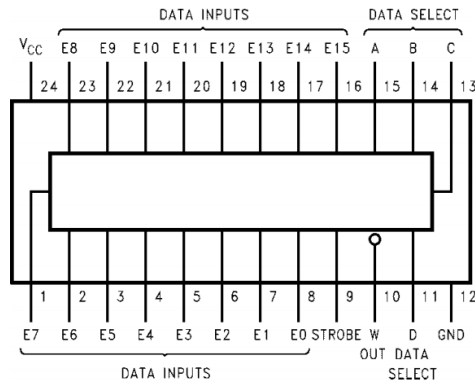 DATA INPUTS DATA SELECT
VCC E8 E9 E10 E11 E12 E13 E14 E15 A B C
24 23 22 21 20 19 18 17 16 15 14 13
1 2 3 4 5 6 7 8 9 10 11 12
E7 E6 E5 E4 E3 E2 E1 E0 STROBE W D GND
OUT DATA
DATA INPUTS SELECT